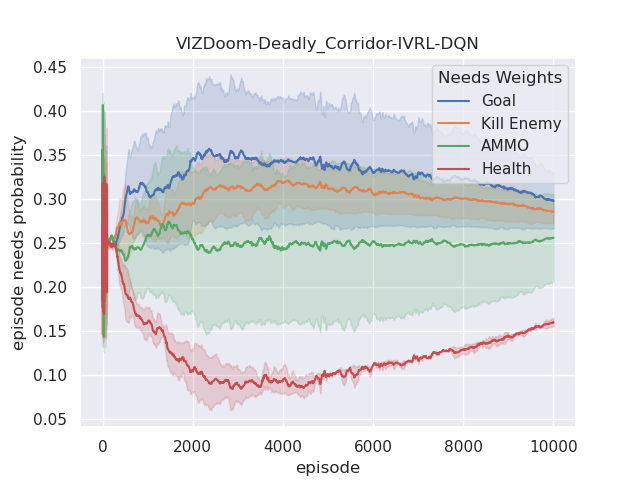 VIZDoom-Deadly_Corridor-IVRL-DQN
0.45
0.40
0.35
0.30
0.25
0.20
0.15
0.10
0.05
episode needs probability
Needs Weights
Goal
Kill Enemy
AMMO
Health
0 2000 4000 6000 8000 10000
episode